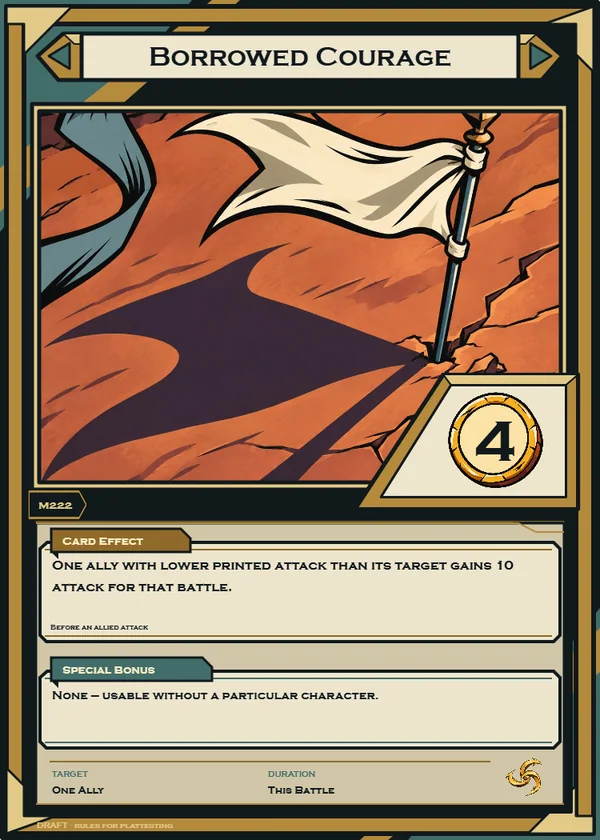 Borrowed Courage
4
M222
Card Effect
One ally with lower printed attack than its target gains 10
attack for that battle.
Before an allied attack
Special Bonus
None – usable without a particular character.
Target
Duration
One Ally
This Battle
DRAFT · Rules for playtesting